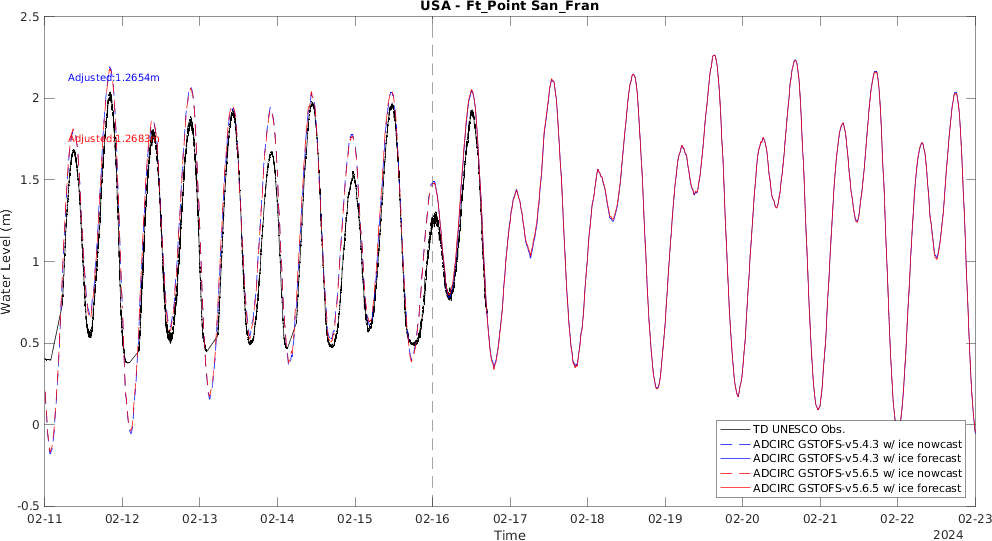 USA - Ft_Point San_Fran
2.5
2
1.5
1
0.5
0
-0.5
Water Level (m)
Adjusted:1.2654m
Adjusted:1.2683m
TD UNESCO Obs.
ADCIRC GSTOFS-v5.4.3 w/ ice nowcast
ADCIRC GSTOFS-v5.4.3 w/ ice forecast
ADCIRC GSTOFS-v5.6.5 w/ ice nowcast
ADCIRC GSTOFS-v5.6.5 w/ ice forecast
02-11 02-12 02-13 02-14 02-15 02-16 02-17 02-18 02-19 02-20 02-21 02-22 02-23
Time
2024